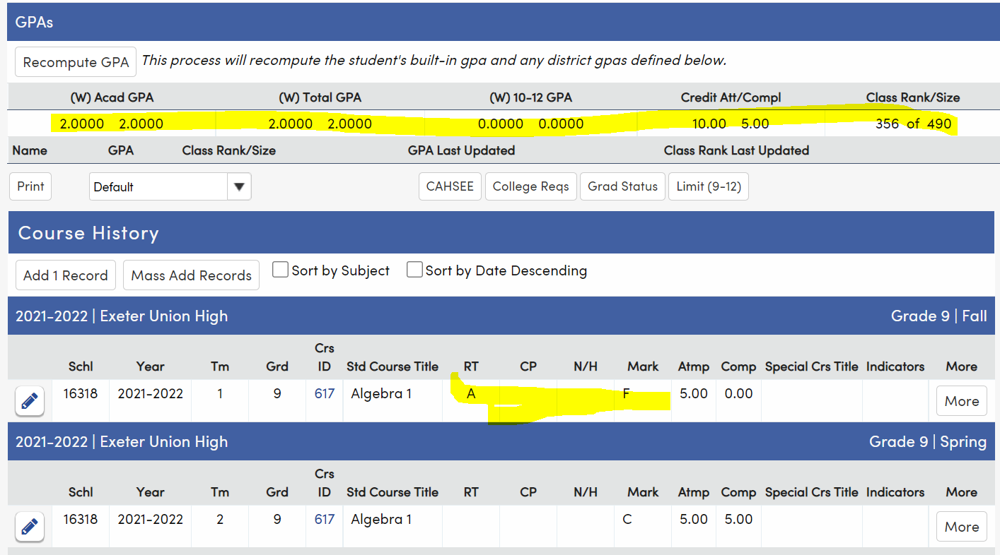 GPAs
Recompute GPA This process will recompute the student's built-in gpa and any district gpas defined below.
(W) Acad GPA (W) Total GPA (W) 10-12 GPA Credit Att/Compl Class Rank/Size
2.0000 2.0000 2.0000 2.0000 0.0000 0.0000 10.00 5.00 356 of 490
Name GPA Class Rank/Size GPA Last Updated Class Rank Last Updated
Print Default CAHSEE College Reqs Grad Status Limit (9-12)
Course History
Add 1 Record Mass Add Records Sort by Subject Sort by Date Descending
2021-2022 | Exeter Union High Grade 9 | Fall
Schl Year Tm Grd Crs ID Std Course Title RT CP N/H Mark Atmp Comp Special Crs Title Indicators More
16318 2021-2022 1 9 617 Algebra 1 A F 5.00 0.00 More
2021-2022 | Exeter Union High Grade 9 | Spring
Schl Year Tm Grd Crs ID Std Course Title RT CP N/H Mark Atmp Comp Special Crs Title Indicators More
16318 2021-2022 2 9 617 Algebra 1 C 5.00 5.00 More